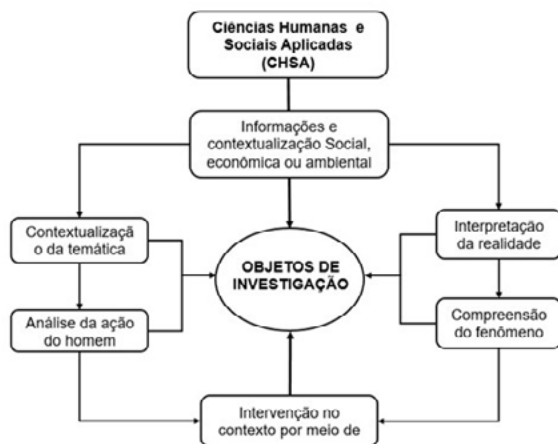 Ciências Humanas e
Sociais Aplicadas
(CHSA)
Informações e
contextualização Social,
econômica ou ambiental
Contextualizaçã
o da temática
Interpretação
da realidade
OBJETOS DE
INVESTIGAÇÃO
Análise da ação
do homem
Compreensão
do fenômeno
Intervenção no
contexto por meio de